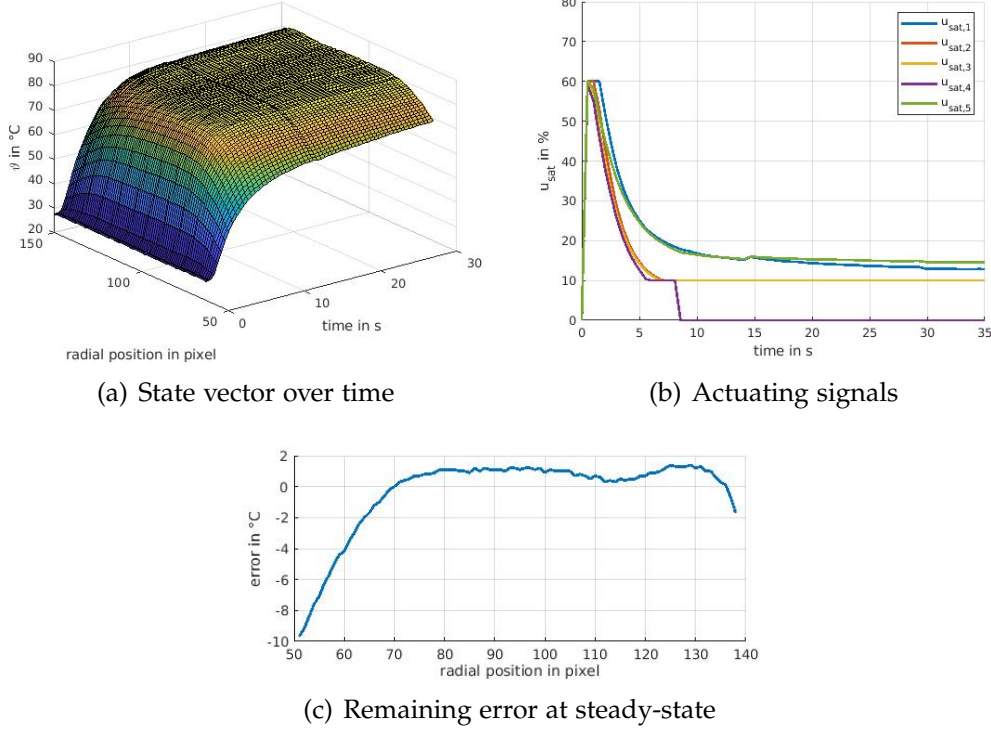 90
80
70
60
50
40
30
20
ϑ in °C
150
100
50
0
10
20
30
time in s
radial position in pixel
(a) State vector over time
80
70
60
50
40
30
20
10
0
u_sat in %
0 5 10 15 20 25 30 35
time in s
u_sat,1
u_sat,2
u_sat,3
u_sat,4
u_sat,5
(b) Actuating signals
2
0
-2
-4
-6
-8
-10
error in °C
50 60 70 80 90 100 110 120 130 140
radial position in pixel
(c) Remaining error at steady-state